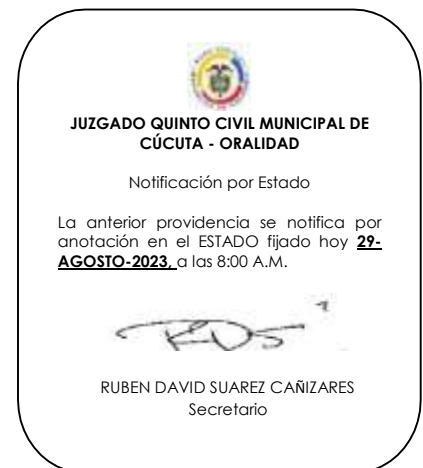 JUZGADO QUINTO CIVIL MUNICIPAL DE
CÚCUTA - ORALIDAD
Notificación por Estado
La anterior providencia se notifica por
anotación en el ESTADO fijado hoy 29-
AGOSTO-2023, a las 8:00 A.M.
RDS
RUBEN DAVID SUAREZ CAÑIZARES
Secretario